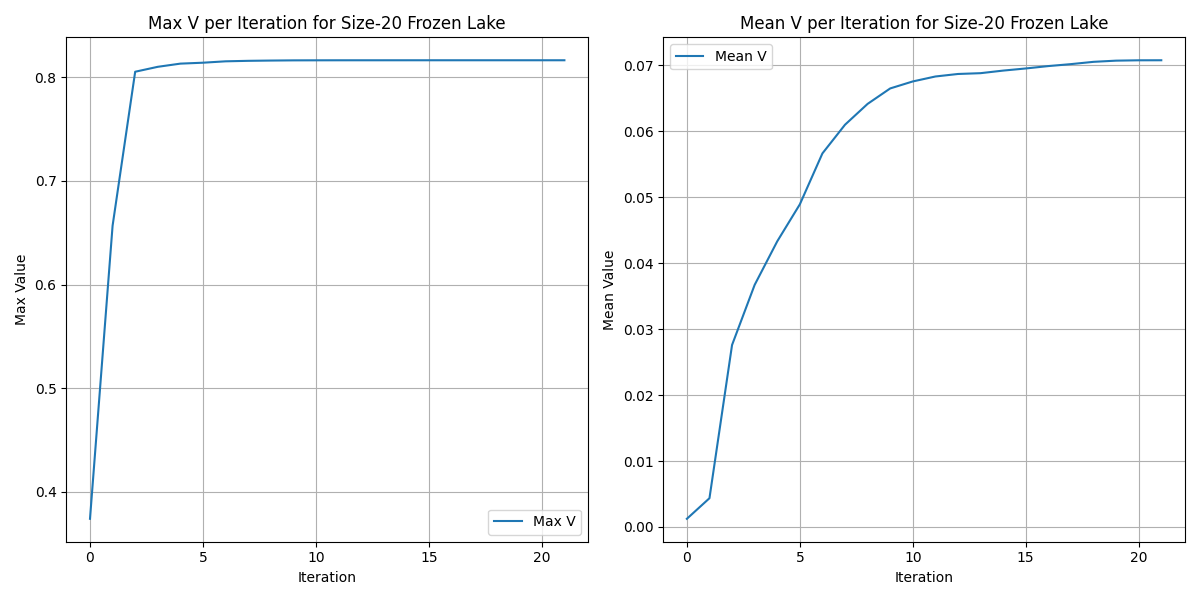 Max V per Iteration for Size-20 Frozen Lake
Max Value
0.8
0.7
0.6
0.5
0.4
Max V
0 5 10 15 20
Iteration
Mean V per Iteration for Size-20 Frozen Lake
Mean Value
Mean V
0.07
0.06
0.05
0.04
0.03
0.02
0.01
0.00
0 5 10 15 20
Iteration